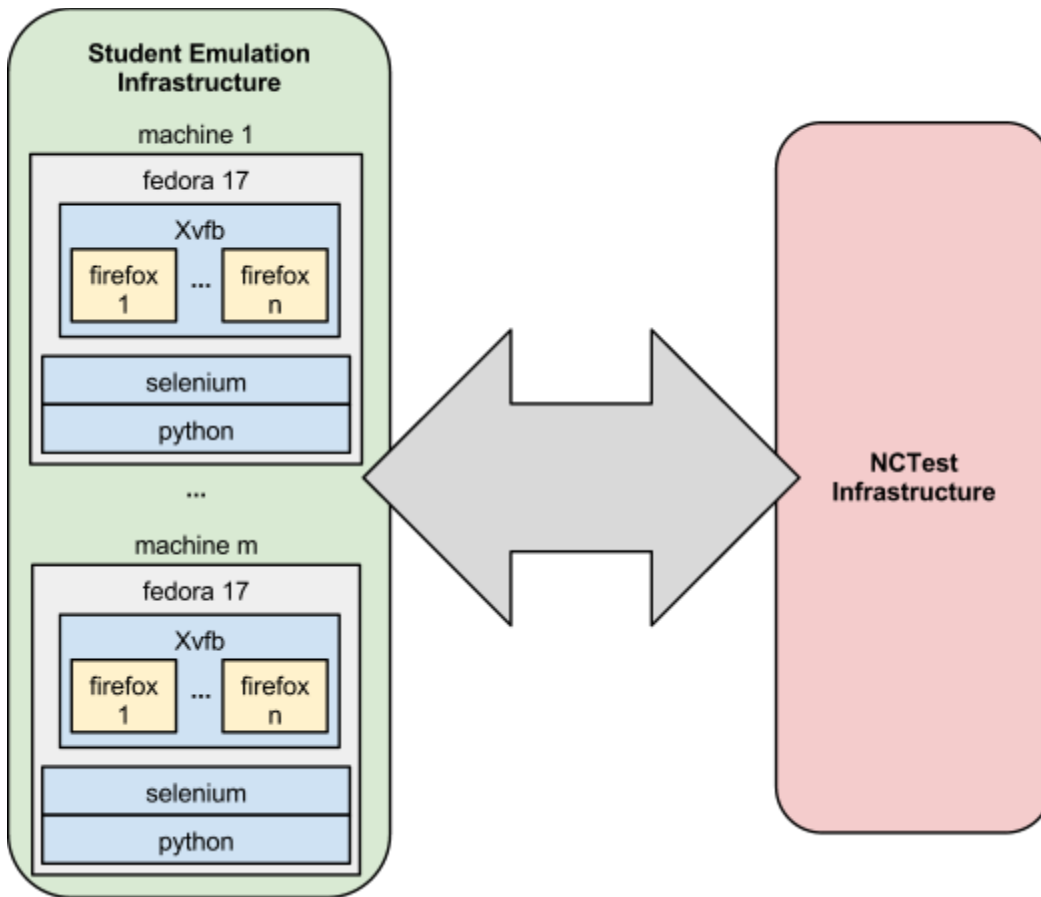 Student Emulation
Infrastructure
machine 1
fedora 17
Xvfb
firefox
1
...
firefox
n
selenium
python
...
machine m
fedora 17
Xvfb
firefox
1
...
firefox
n
selenium
python
NCTest
Infrastructure